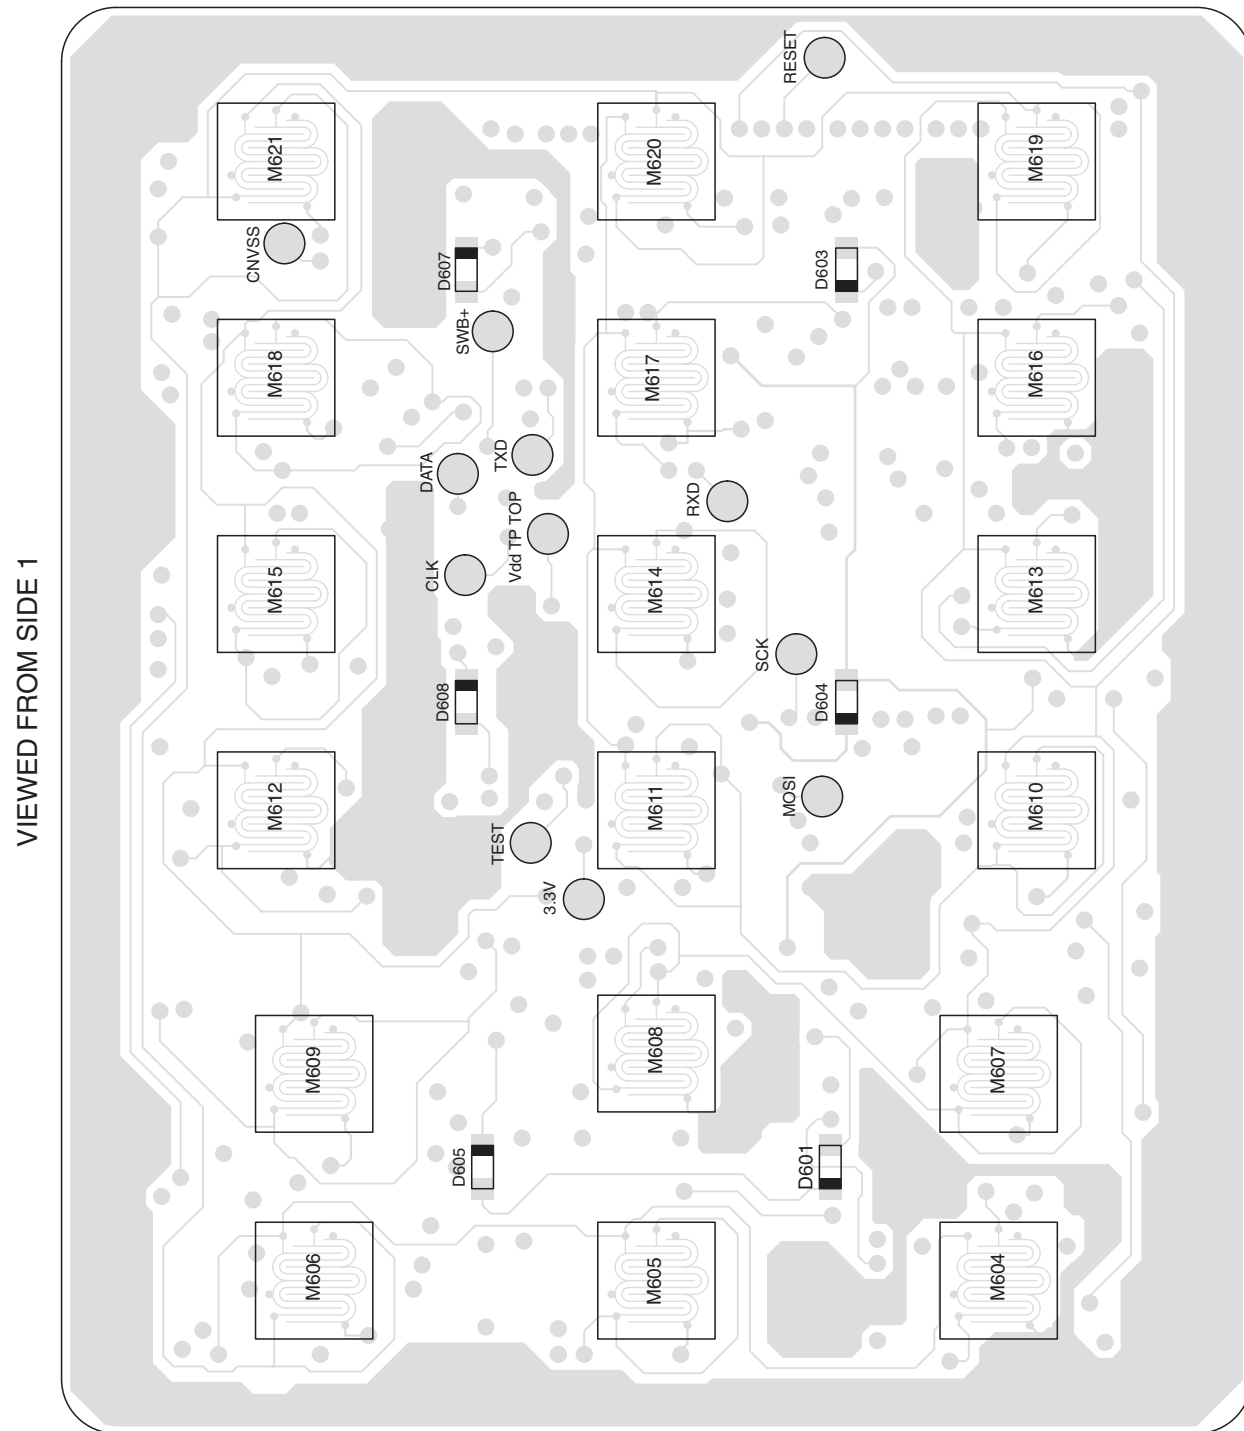 VIEWED FROM SIDE 1
RESET
M621
M620
M619
CNVSS
D607
D603
SWB+
M618
M617
M616
DATA
TXD
RXD
Vdd TP TOP
CLK
M615
M614
M613
SCK
D608
D604
M612
M611
M610
MOSI
TEST
3.3V
M609
M608
M607
D605
D601
M606
M605
M604